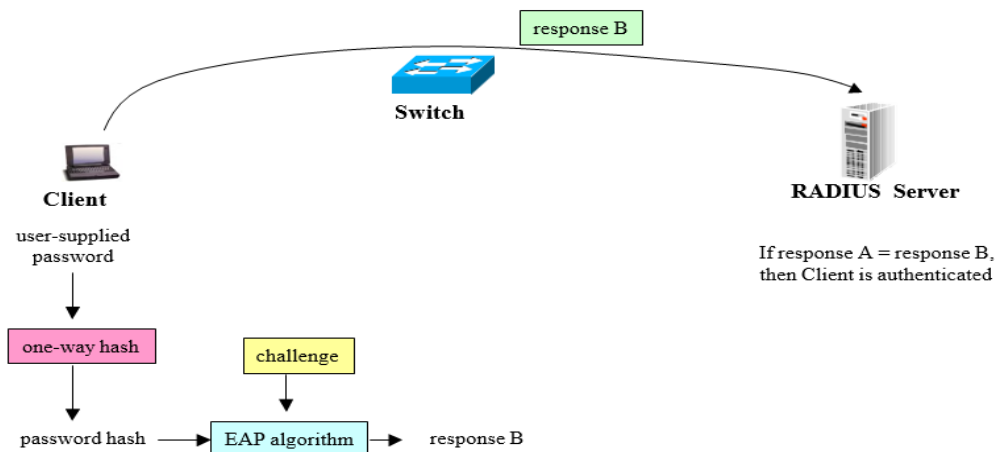 response B
Switch
Client
RADIUS Server
user-supplied
password
If response A = response B,
then Client is authenticated
one-way hash
challenge
password hash
EAP algorithm
response B